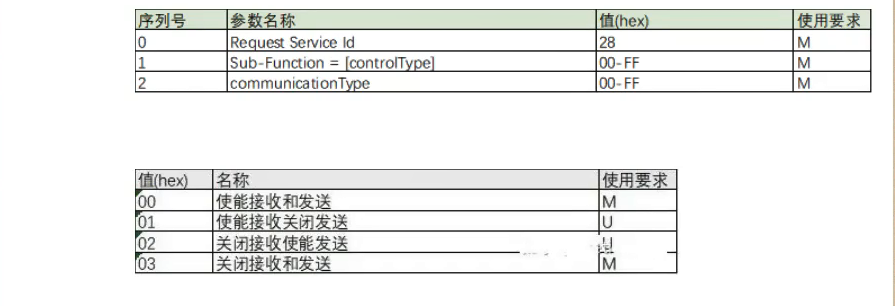 序列号 参数名称 值(hex) 使用要求
0 Request Service Id 28 M
1 Sub-Function = [controlType] 00-FF M
2 communicationType 00-FF M
值(hex) 名称 使用要求
00 使能接收和发送 M
01 使能接收关闭发送 U
02 关闭接收使能发送 U
03 关闭接收和发送 M